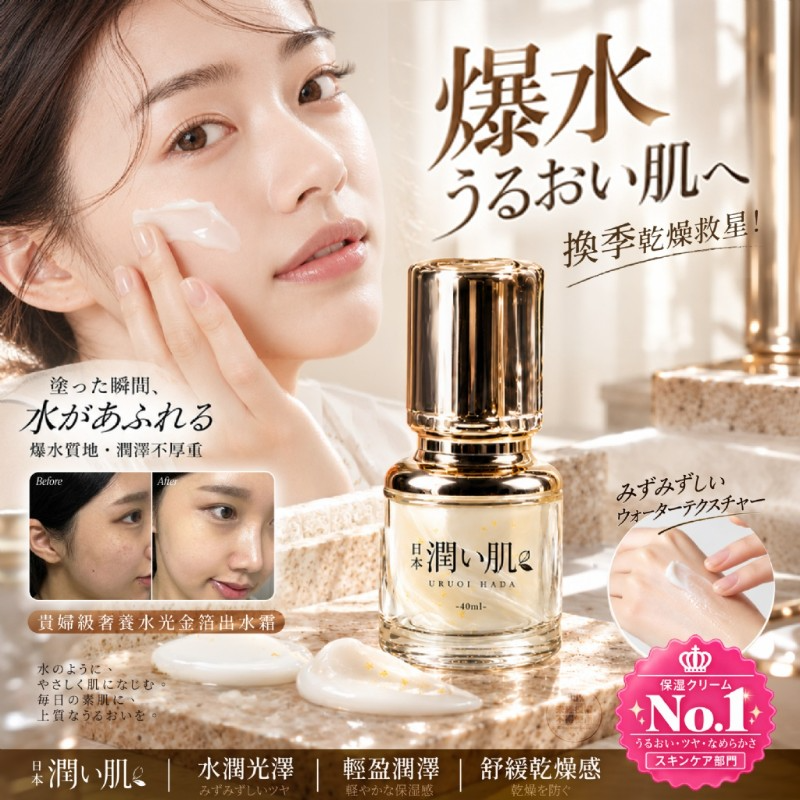 爆水
うるおい肌へ
換季乾燥救星!
塗った瞬間、
水があふれる
爆水質地・潤澤不厚重
Before
After
貴婦級奢養水光金箔出水霜
水のように、
やさしく肌になじむ。
毎日の素肌に、
上質なうるおいを。
日本 潤い肌
URUOI HADA
-40ml-
みずみずしい
ウォーターテクスチャー
保湿クリーム
No.1
うるおい・ツヤ・なめらかさ
スキンケア部門
日本 潤い肌
水潤光澤
みずみずしいツヤ
輕盈潤澤
軽やかな保湿感
舒緩乾燥感
乾燥を防ぐ